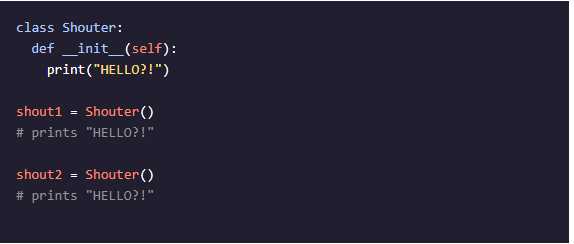 class Shouter:
  def __init__(self):
    print("HELLO?!")

shout1 = Shouter()
# prints "HELLO?!"

shout2 = Shouter()
# prints "HELLO?!"